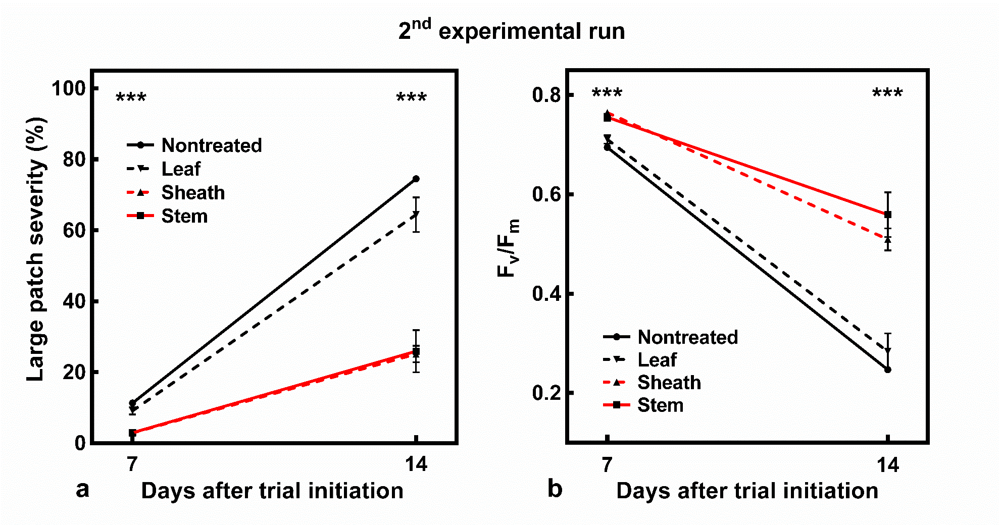 2nd experimental run
Large patch severity (%)
100
80
60
40
20
0
***
***
Nontreated
Leaf
Sheath
Stem
7
14
a
Days after trial initiation
Fv/Fm
0.8
0.6
0.4
0.2
***
***
Nontreated
Leaf
Sheath
Stem
7
14
b
Days after trial initiation